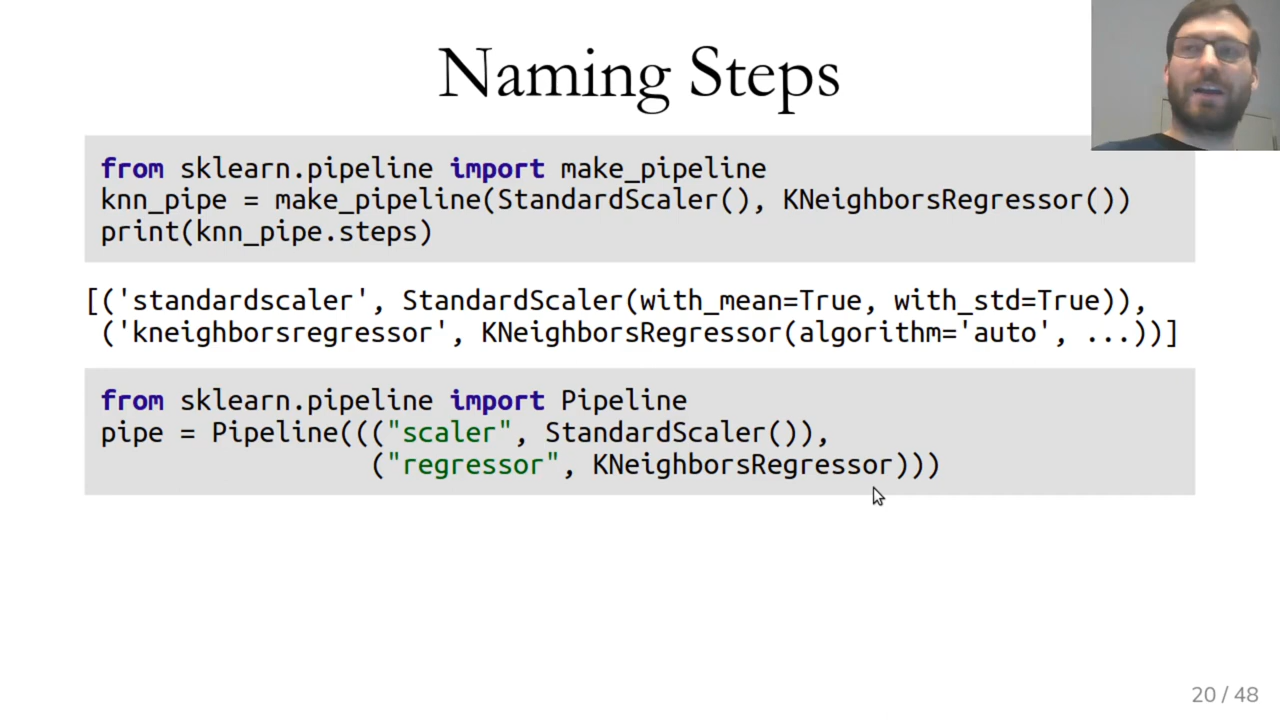 Naming Steps
from sklearn.pipeline import make_pipeline
knn_pipe = make_pipeline(StandardScaler(), KNeighborsRegressor())
print(knn_pipe.steps)
[('standardscaler', StandardScaler(with_mean=True, with_std=True)),
('kneighborsregressor', KNeighborsRegressor(algorithm='auto', ...))]
from sklearn.pipeline import Pipeline
pipe = Pipeline((("scaler", StandardScaler()),
("regressor", KNeighborsRegressor)))
20 / 48